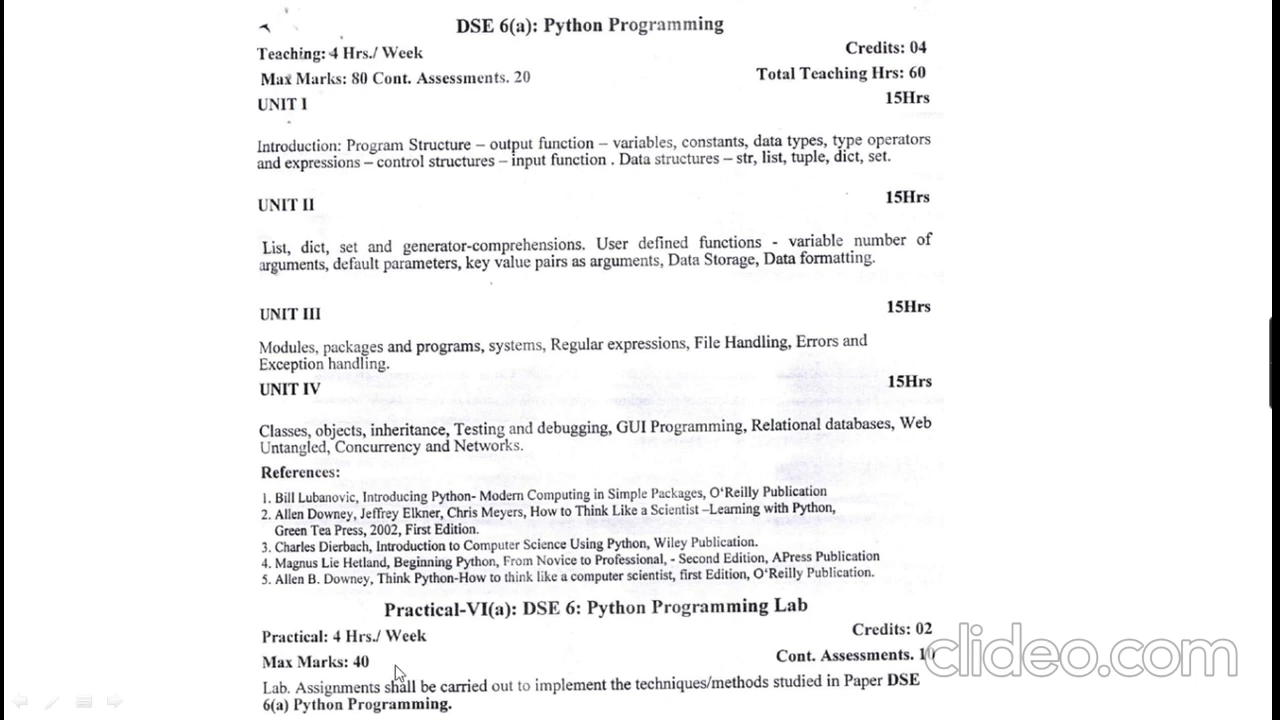 DSE 6(a): Python Programming
Teaching: 4 Hrs./ Week Credits: 04
Max Marks: 80 Cont. Assessments. 20 Total Teaching Hrs: 60
UNIT I 15Hrs
Introduction: Program Structure – output function – variables, constants, data types, type operators
and expressions – control structures – input function . Data structures – str, list, tuple, dict, set.
UNIT II 15Hrs
List, dict, set and generator-comprehensions. User defined functions - variable number of
arguments, default parameters, key value pairs as arguments, Data Storage, Data formatting.
UNIT III 15Hrs
Modules, packages and programs, systems, Regular expressions, File Handling, Errors and
Exception handling.
UNIT IV 15Hrs
Classes, objects, inheritance, Testing and debugging, GUI Programming, Relational databases, Web
Untangled, Concurrency and Networks.
References:
1. Bill Lubanovic, Introducing Python- Modern Computing in Simple Packages, O‘Reilly Publication
2. Allen Downey, Jeffrey Elkner, Chris Meyers, How to Think Like a Scientist –Learning with Python,
Green Tea Press, 2002, First Edition.
3. Charles Dierbach, Introduction to Computer Science Using Python, Wiley Publication.
4. Magnus Lie Hetland, Beginning Python, From Novice to Professional, - Second Edition, APress Publication
5. Allen B. Downey, Think Python-How to think like a computer scientist, first Edition, O‘Reilly Publication.
Practical-VI(a): DSE 6: Python Programming Lab
Practical: 4 Hrs./ Week Credits: 02
Max Marks: 40 Cont. Assessments. 10
Lab. Assignments shall be carried out to implement the techniques/methods studied in Paper DSE
6(a) Python Programming.
clideo.com